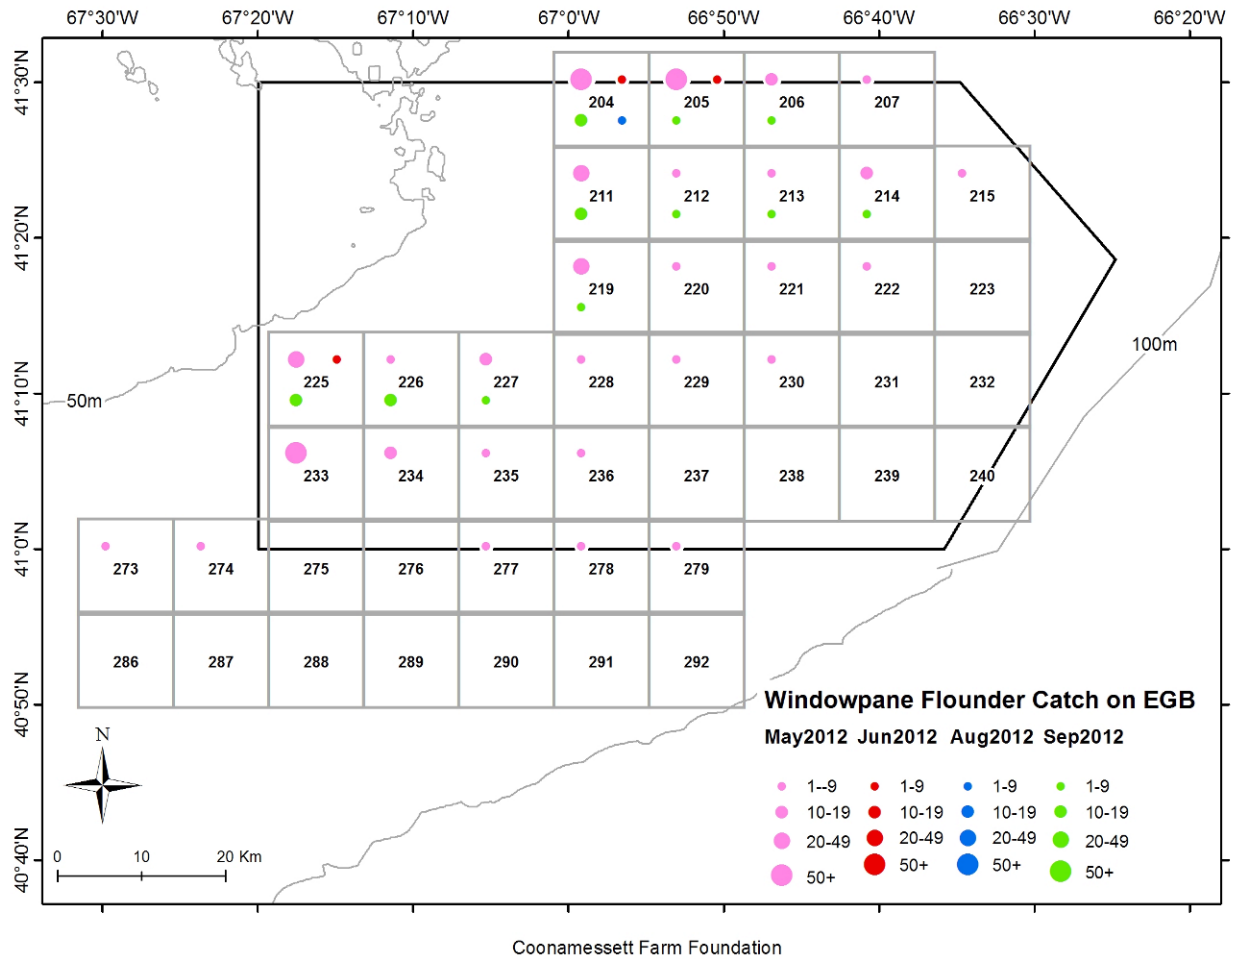 67°30'W 67°20'W 67°10'W 67°0'W 66°50'W 66°40'W 66°30'W 66°20'W
41°30'N
204 205 206 207
41°20'N
211 212 213 214 215
219 220 221 222 223
100m
41°10'N
225 226 227 228 229 230 231 232
50m
233 234 235 236 237 238 239 240
41°0'N
273 274 275 276 277 278 279
286 287 288 289 290 291 292
40°50'N
Windowpane Flounder Catch on EGB
N
May2012 Jun2012 Aug2012 Sep2012
1--9 1-9 1-9 1-9
10-19 10-19 10-19 10-19
20-49 20-49 20-49 20-49
50+ 50+ 50+ 50+
40°40'N
0 10 20 Km
Coonamessett Farm Foundation